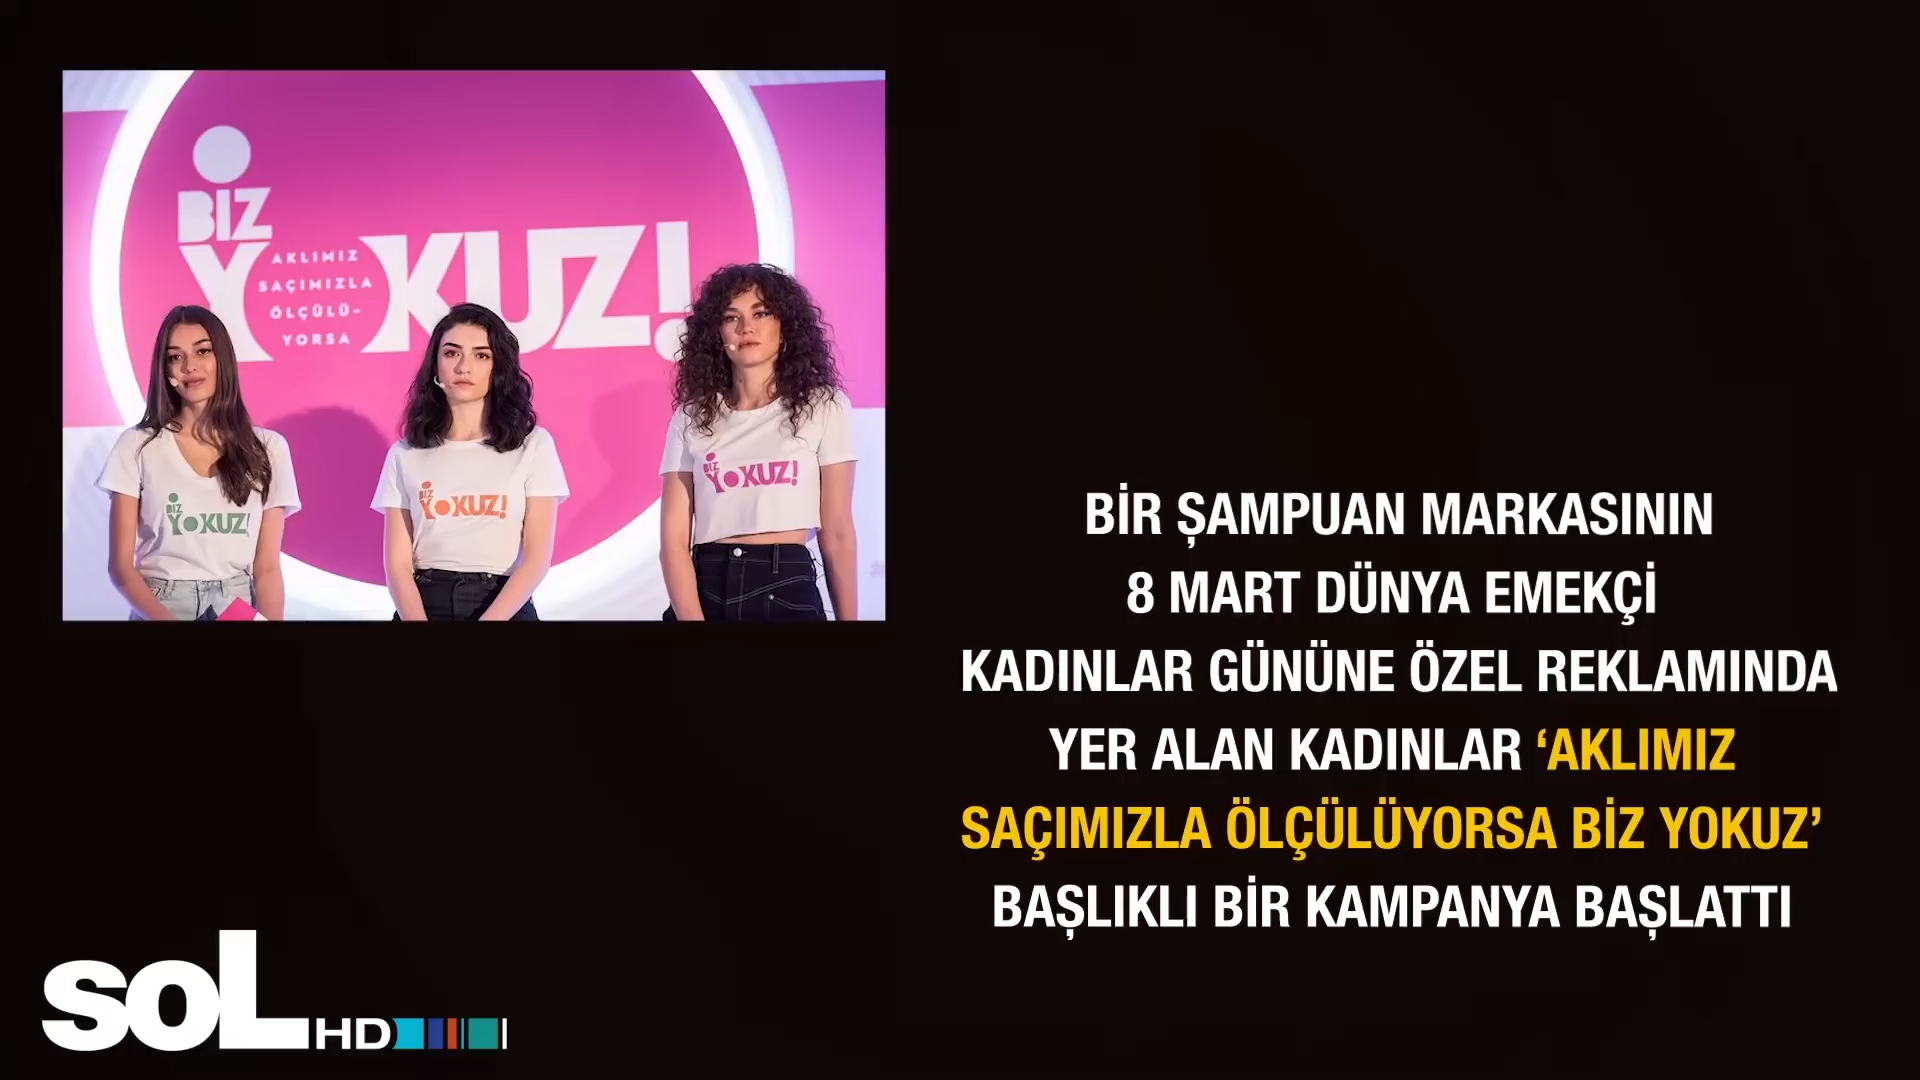 BİZ
YOKUZ!
AKLIMIZ
SAÇIMIZLA
ÖLÇÜLÜ-
YORSA
BİZ
YOKUZ!
BİZ
YOKUZ!
BİZ
YOKUZ!
BİR ŞAMPUAN MARKASININ
8 MART DÜNYA EMEKÇİ
KADINLAR GÜNÜNE ÖZEL REKLAMINDA
YER ALAN KADINLAR ‘AKLIMIZ
SAÇIMIZLA ÖLÇÜLÜYORSA BİZ YOKUZ’
BAŞLIKLI BİR KAMPANYA BAŞLATTI
soL HD